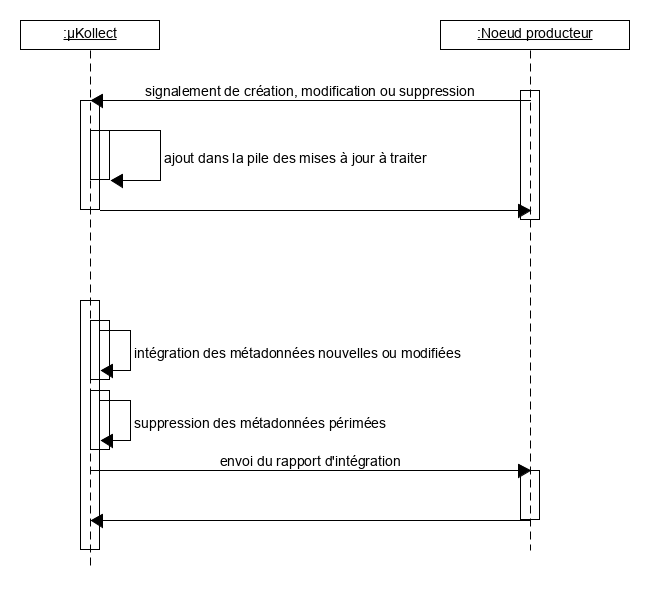 :µKollect
:Noeud producteur
signalement de création, modification ou suppression
ajout dans la pile des mises à jour à traiter
intégration des métadonnées nouvelles ou modifiées
suppression des métadonnées périmées
envoi du rapport d'intégration